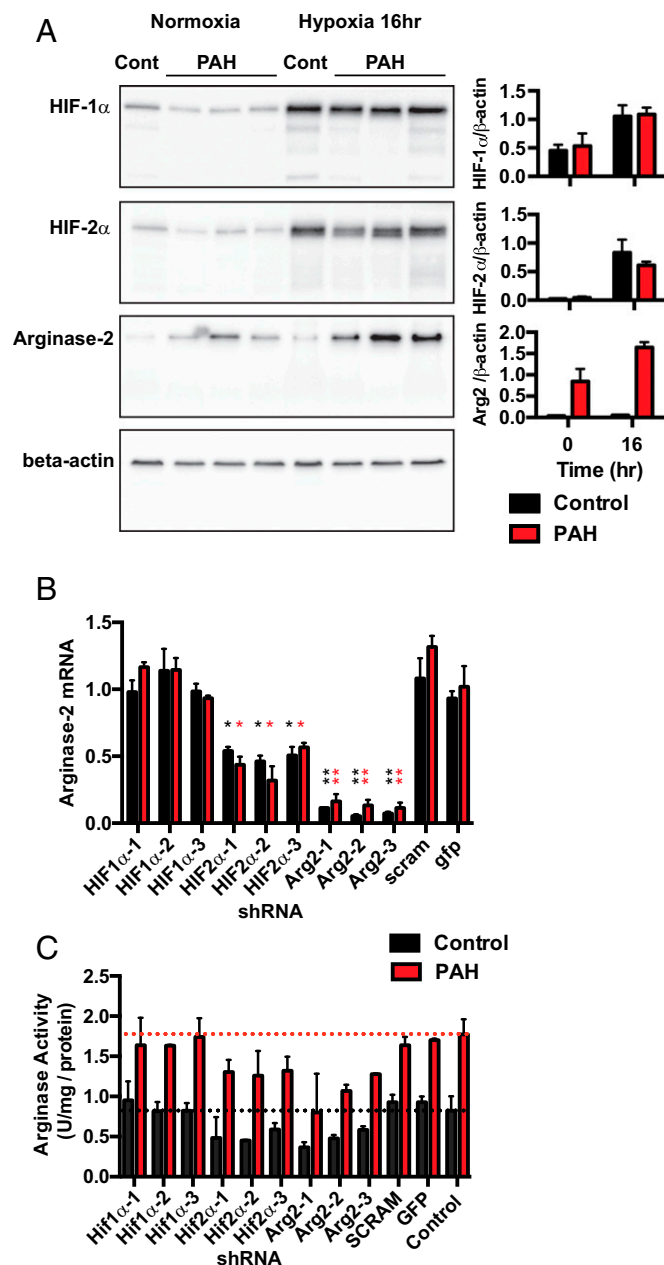 A
Normoxia Hypoxia 16hr
Cont PAH Cont PAH
HIF-1α
HIF-2α
Arginase-2
beta-actin
HIF-1α/β-actin
1.5
1.0
0.5
0.0
HIF-2α/β-actin
1.5
1.0
0.5
0.0
Arg2/β-actin
2.0
1.5
1.0
0.5
0.0
0 16
Time (hr)
Control
PAH
B
Arginase-2 mRNA
1.5
1.0
0.5
0.0
* * * * * *
** ** ** ** ** **
HIF1α-1 HIF1α-2 HIF1α-3 HIF2α-1 HIF2α-2 HIF2α-3 Arg2-1 Arg2-2 Arg2-3 scram gfp
shRNA
Control
PAH
C
Arginase Activity
(U/mg / protein)
2.5
2.0
1.5
1.0
0.5
0.0
Hif1α-1 Hif1α-2 Hif1α-3 Hif2α-1 Hif2α-2 Hif2α-3 Arg2-1 Arg2-2 Arg2-3 SCRAM GFP Control
shRNA